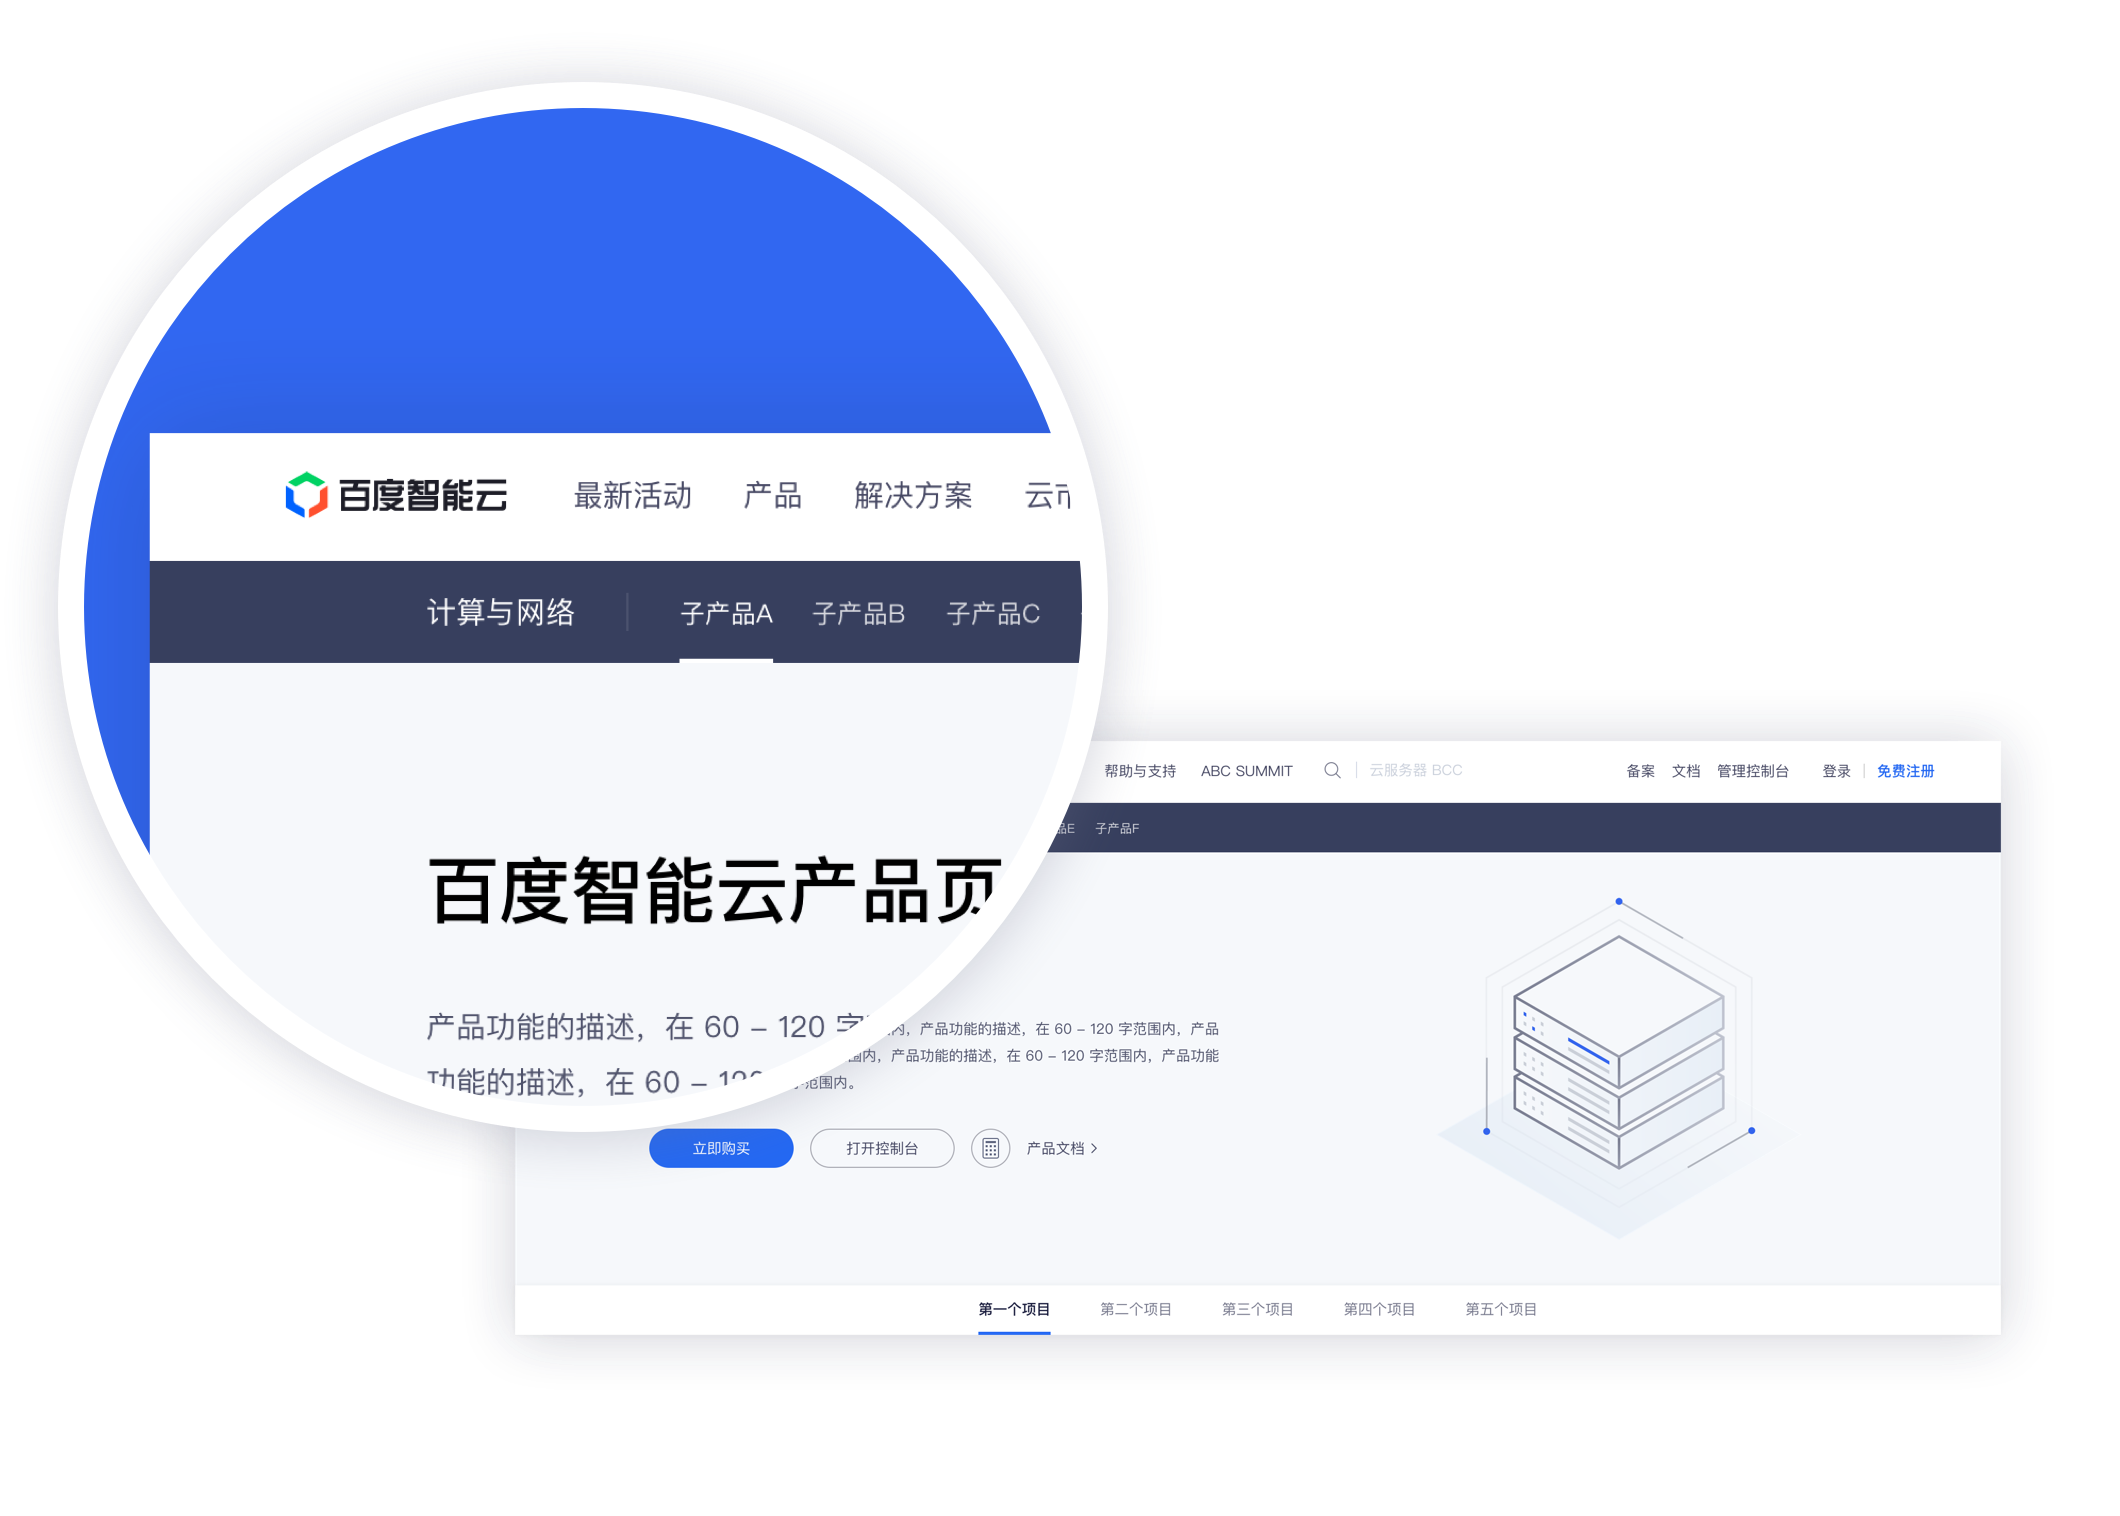 百度智能云 最新活动 产品 解决方案 云
计算与网络 子产品A 子产品B 子产品C
百度智能云产品页
产品功能的描述，在 60 – 120 字
功能的描述，在 60 – 120
帮助与支持 ABC SUMMIT 云服务器 BCC 备案 文档 管理控制台 登录 免费注册
品E 子产品F
内，产品功能的描述，在 60 – 120 字范围内，产品
围内，产品功能的描述，在 60 – 120 字范围内，产品功能
范围内。
立即购买 打开控制台 产品文档
第一个项目 第二个项目 第三个项目 第四个项目 第五个项目